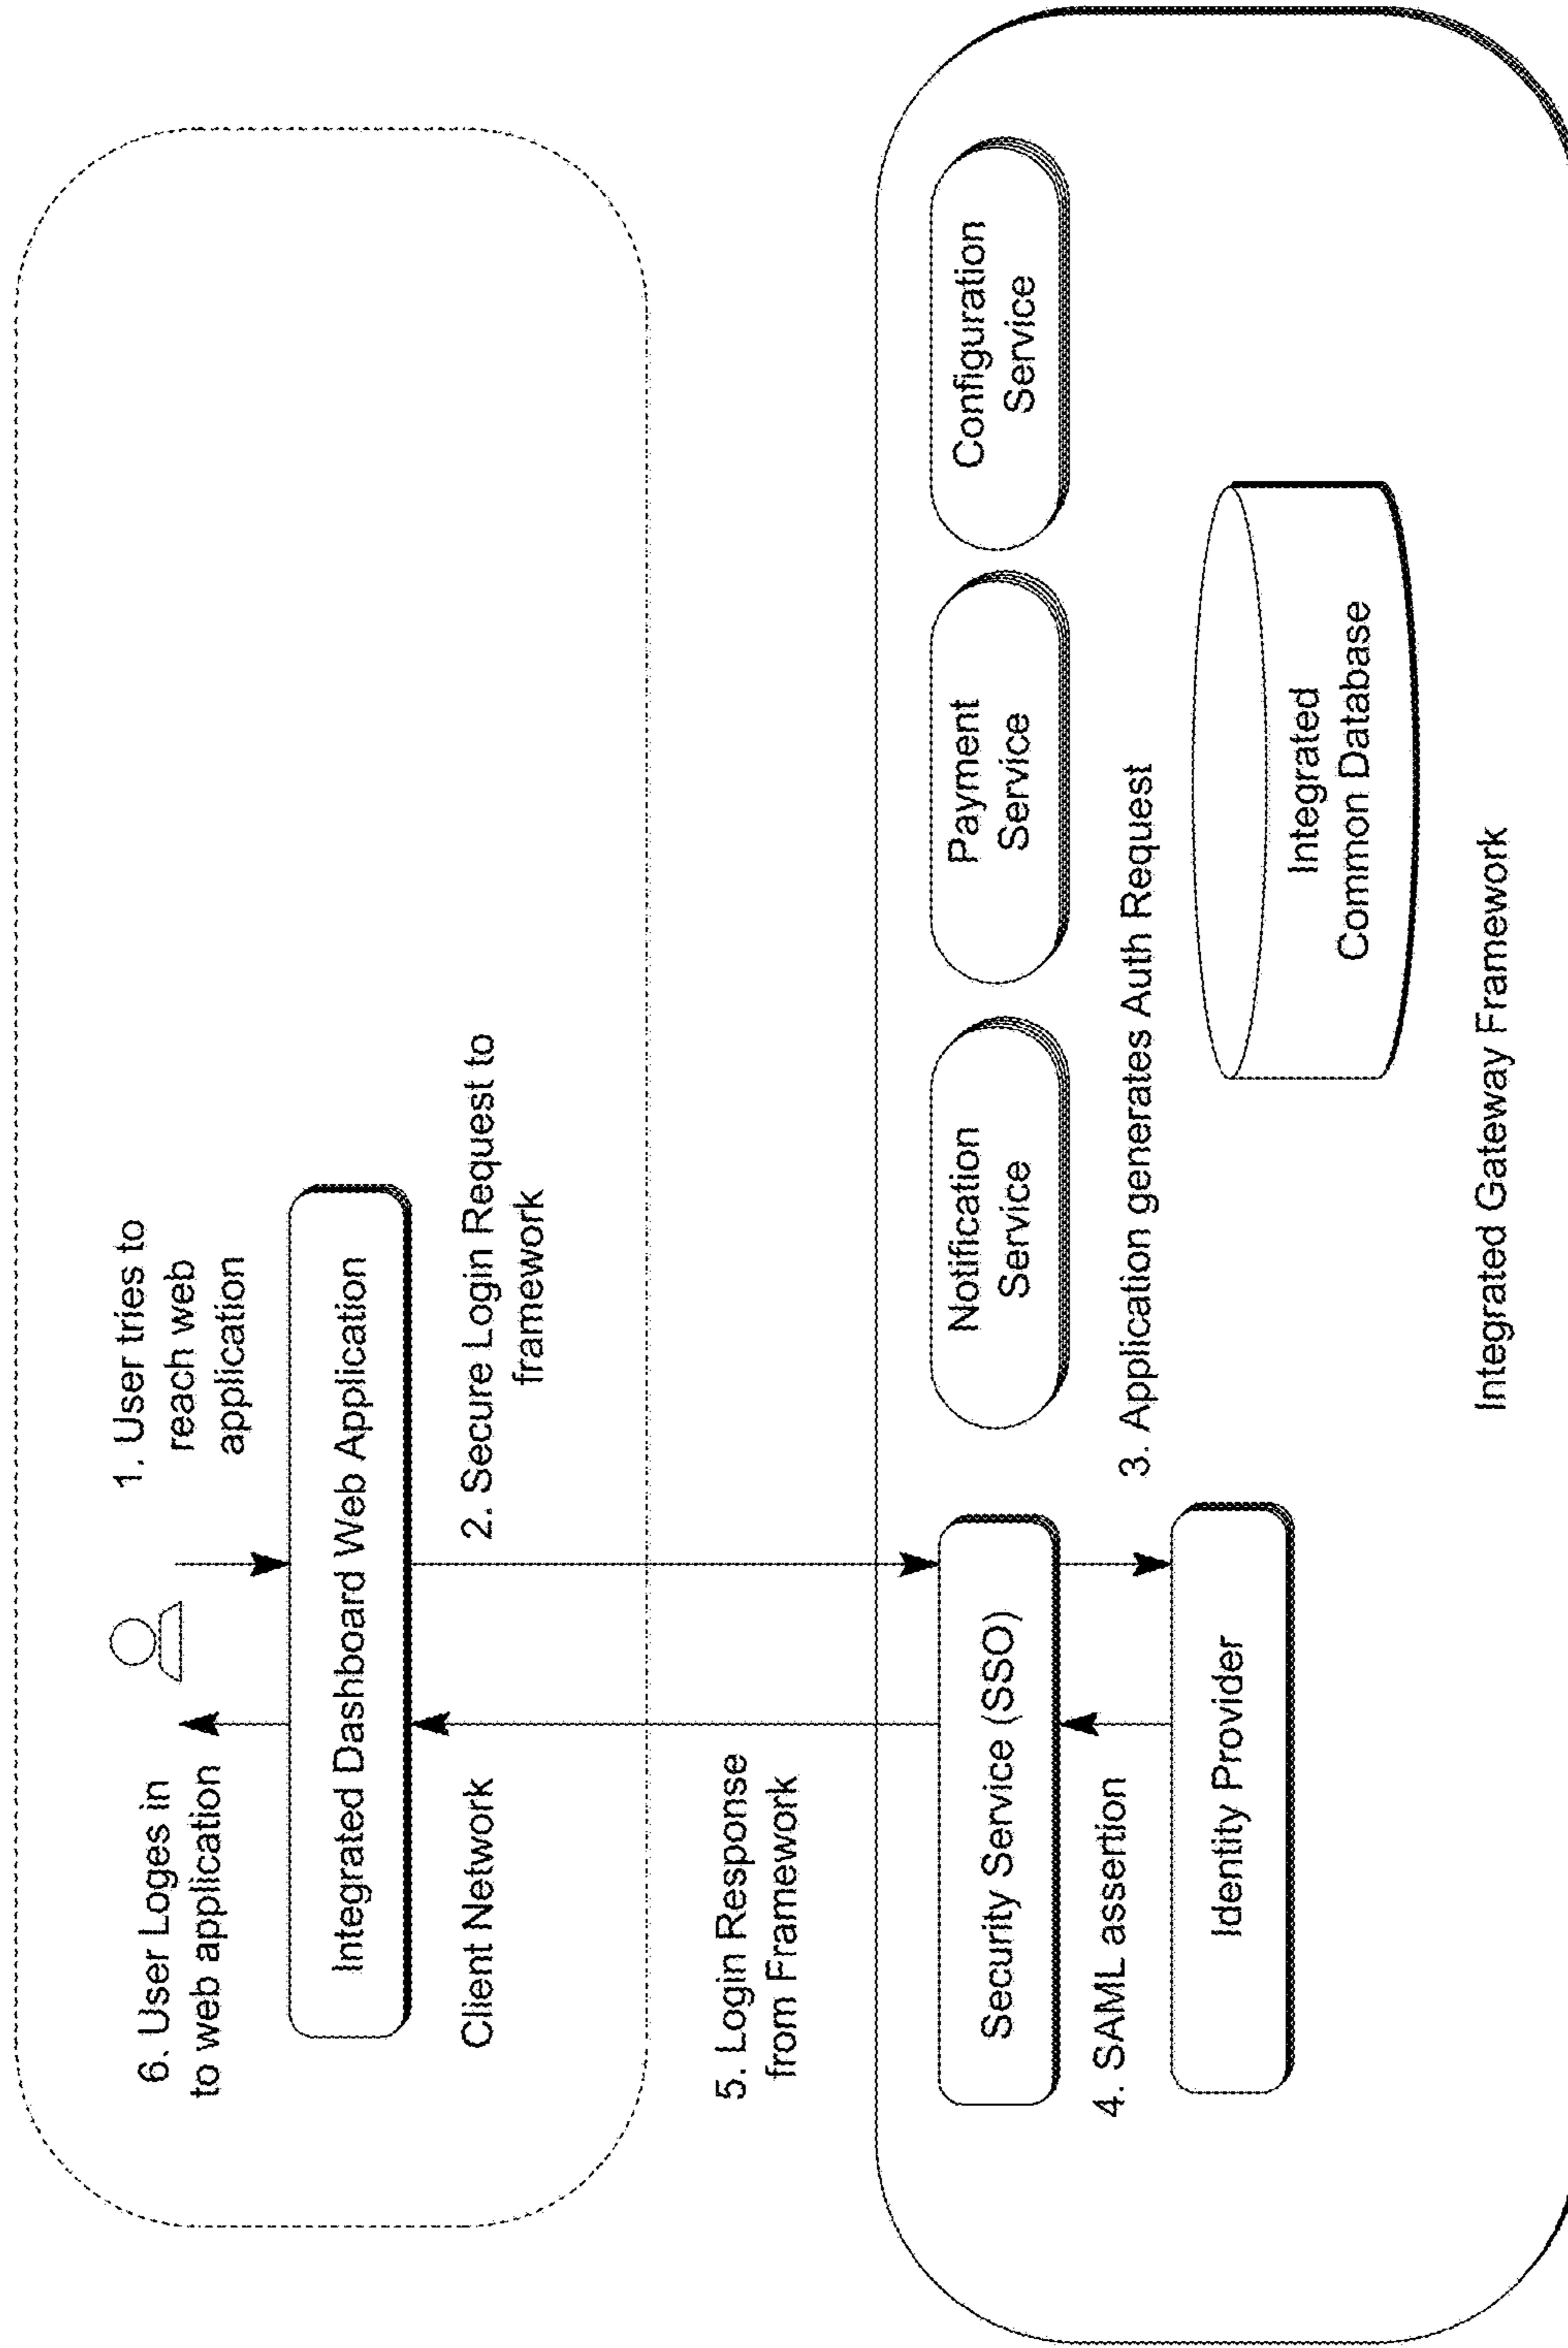 1. User tries to
reach web
application
6. User Loges in
to web application
Integrated Dashboard Web Application
2. Secure Login Request to
framework
Client Network
5. Login Response
from Framework
Security Service (SSO)
Notification
Service
Payment
Service
Configuration
Service
3. Application generates Auth Request
4. SAML assertion
Identity Provider
Integrated
Common Database
Integrated Gateway Framework